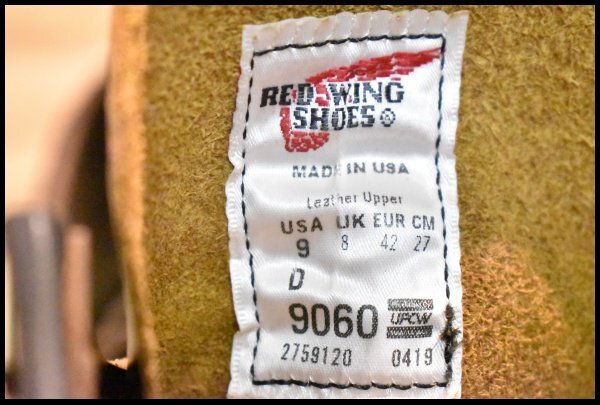 RED WING
SHOES®
MADE IN USA
Leather Upper
USA UK EUR CM
9 8 42 27
D
9060 UFCW
2759120 0419